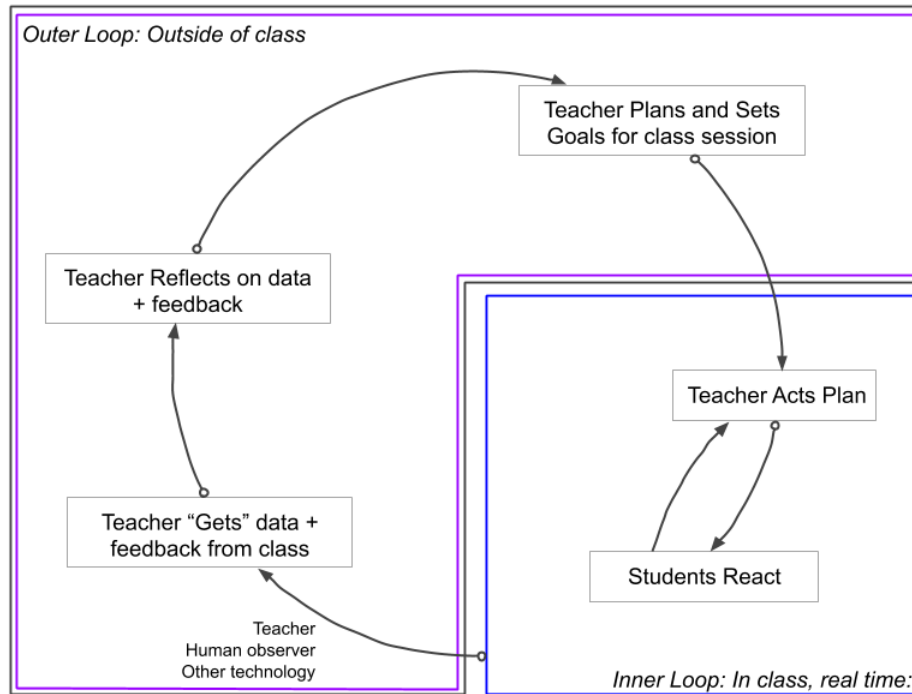 Outer Loop: Outside of class
Teacher Plans and Sets
Goals for class session
Teacher Reflects on data
+ feedback
Teacher Acts Plan
Teacher “Gets” data +
feedback from class
Students React
Teacher
Human observer
Other technology
Inner Loop: In class, real time: